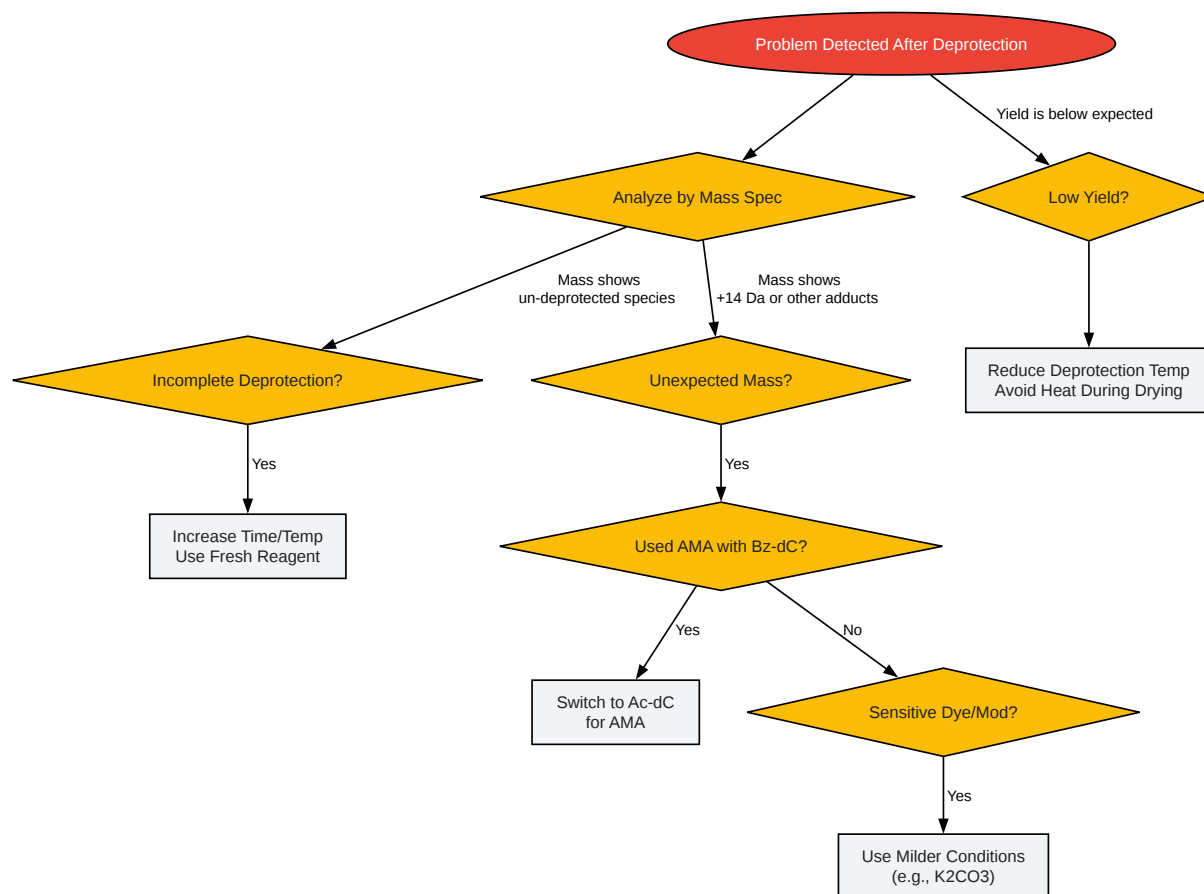 Problem Detected After Deprotection
Yield is below expected
Analyze by Mass Spec
Low Yield?
Mass shows
un-deprotected species
Mass shows
+14 Da or other adducts
Incomplete Deprotection?
Unexpected Mass?
Reduce Deprotection Temp
Avoid Heat During Drying
Yes
Yes
Increase Time/Temp
Use Fresh Reagent
Used AMA with Bz-dC?
Yes
No
Switch to Ac-dC
for AMA
Sensitive Dye/Mod?
Yes
Use Milder Conditions
(e.g., K2CO3)